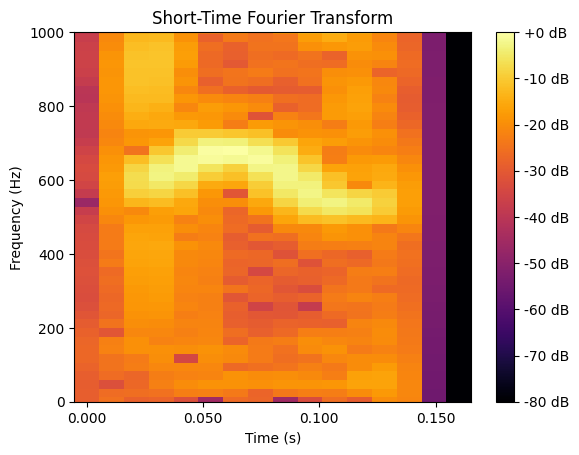 Short-Time Fourier Transform
1000
800
600
400
200
0
Frequency (Hz)
0.000
0.050
0.100
0.150
Time (s)
+0 dB
-10 dB
-20 dB
-30 dB
-40 dB
-50 dB
-60 dB
-70 dB
-80 dB